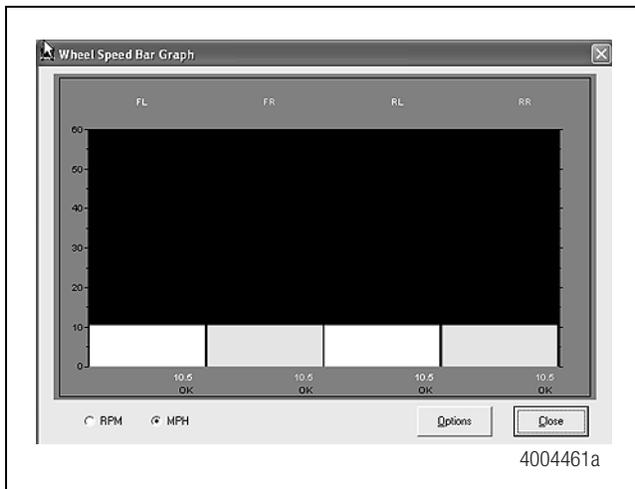 Wheel Speed Bar Graph
FL FR RL RR
60
50
40
30
20
10
0
10.5 10.5 10.5 10.5
OK OK OK OK
RPM MPH Options Close
4004461a